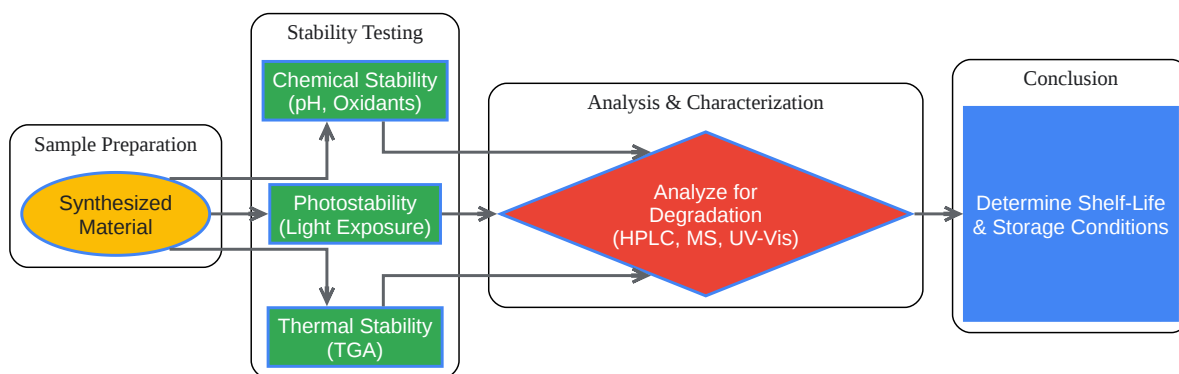 Sample Preparation
Synthesized
Material
Stability Testing
Chemical Stability
(pH, Oxidants)
Photostability
(Light Exposure)
Thermal Stability
(TGA)
Analysis & Characterization
Analyze for
Degradation
(HPLC, MS, UV-Vis)
Conclusion
Determine Shelf-Life
& Storage Conditions